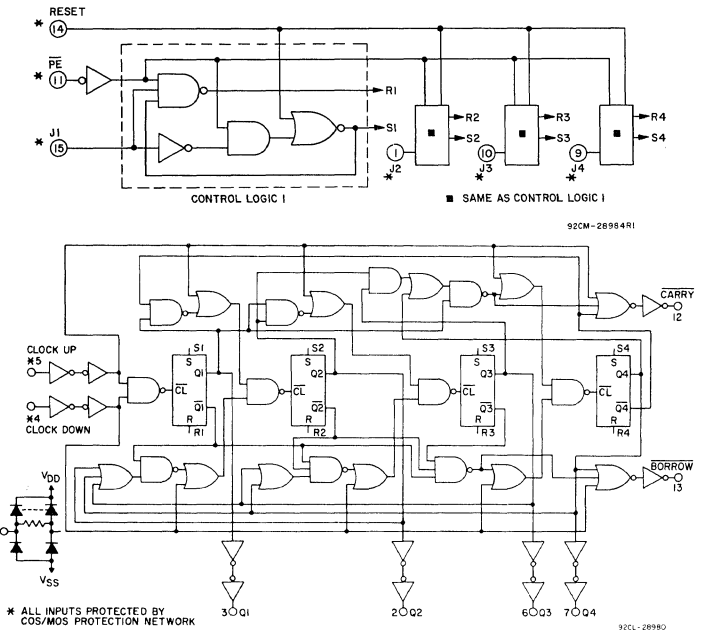 * RESET
14
* PE
11
* J1
15
R1
S1
CONTROL LOGIC 1
R2
S2
1
J2
*
R3
S3
10
J3
*
R4
S4
9
J4
*
■ SAME AS CONTROL LOGIC 1
92CM-28984R1
CARRY
12
CLOCK UP
*5
*4
CLOCK DOWN
S1
S
Q1
CL
Q1
R
R1
S2
S
Q2
CL
Q2
R
R2
S3
S
Q3
CL
Q3
R
R3
S4
S
Q4
CL
Q4
R
R4
BORROW
13
VDD
VSS
* ALL INPUTS PROTECTED BY
COS/MOS PROTECTION NETWORK
3 Q1
2 Q2
6 Q3
7 Q4